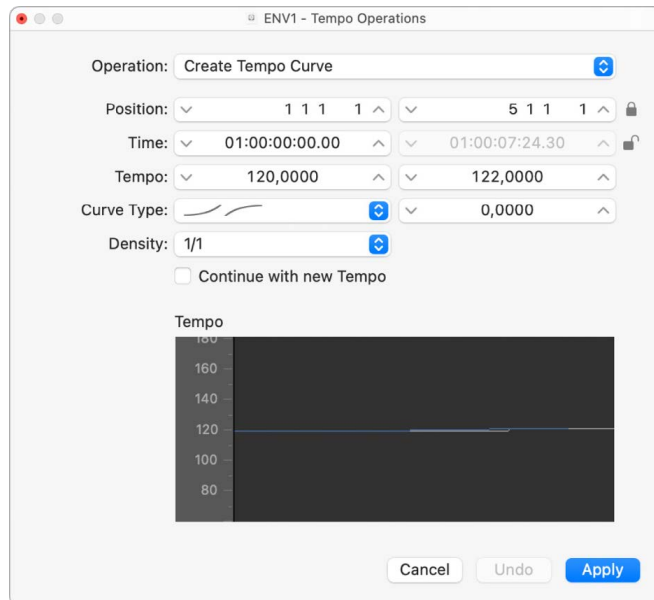 ENV1 - Tempo Operations
Operation: Create Tempo Curve
Position: 1 1 1 1 5 1 1 1
Time: 01:00:00:00.00 01:00:07:24.30
Tempo: 120,0000 122,0000
Curve Type: 0,0000
Density: 1/1
Continue with new Tempo
Tempo
180
160
140
120
100
80
Cancel Undo Apply